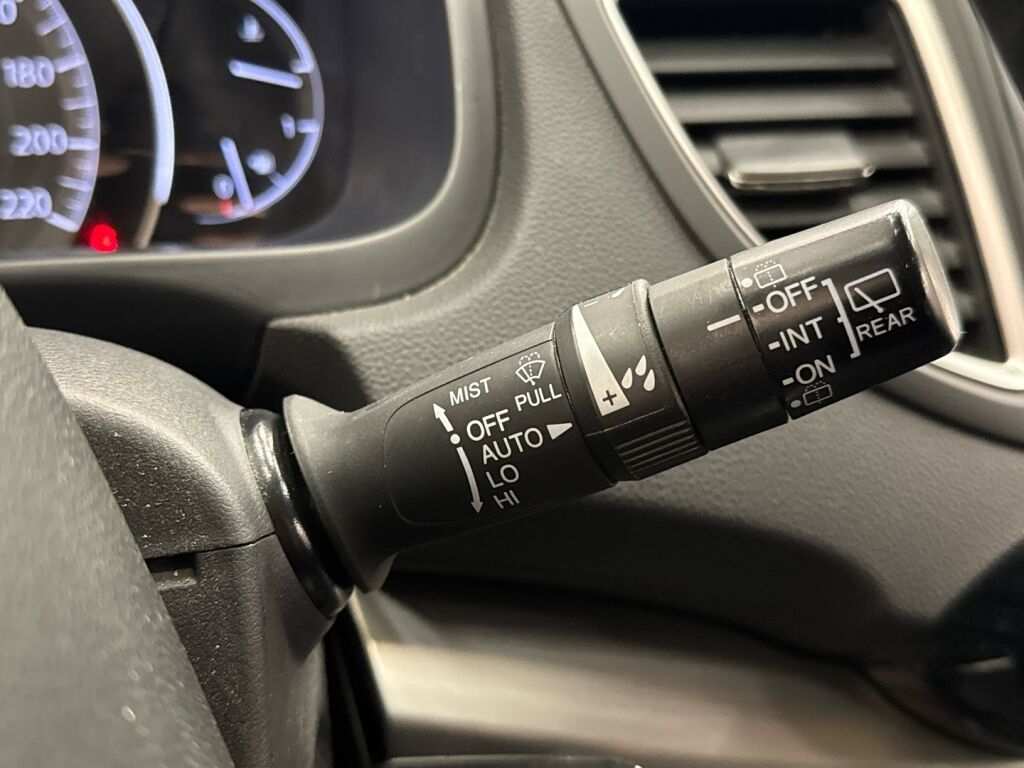 180
200
220
MIST
PULL
OFF
AUTO
LO
HI
+
OFF
INT
ON
REAR